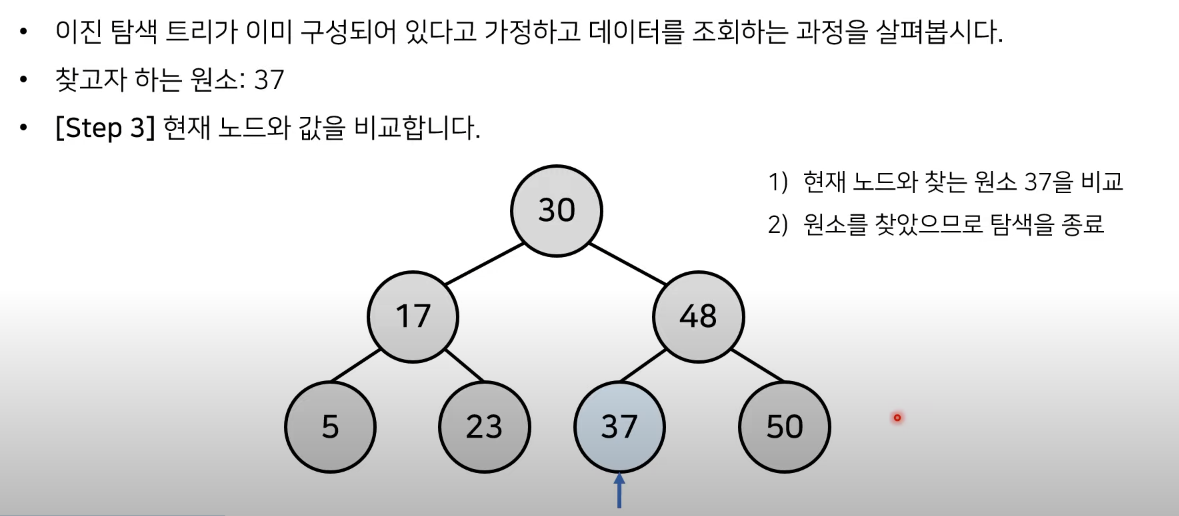 • 이진 탐색 트리가 이미 구성되어 있다고 가정하고 데이터를 조회하는 과정을 살펴봅시다.
• 찾고자 하는 원소: 37
• [Step 3] 현재 노드와 값을 비교합니다.
1) 현재 노드와 찾는 원소 37을 비교
2) 원소를 찾았으므로 탐색을 종료
30
17 48
5 23 37 50